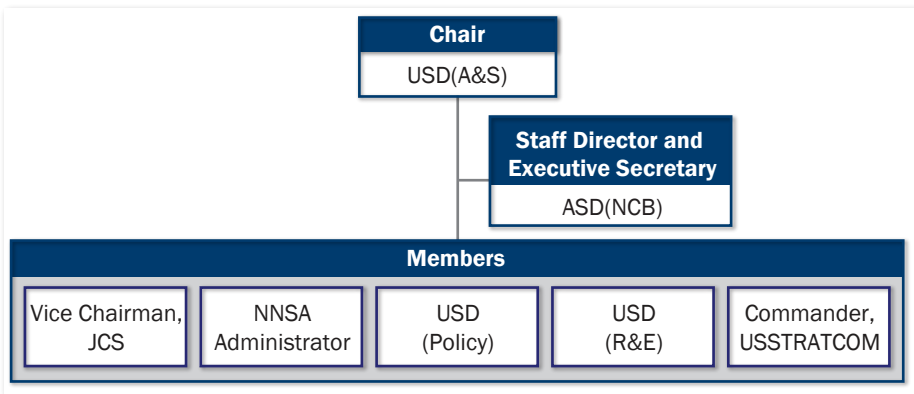 Chair
USD(A&S)
Staff Director and
Executive Secretary
ASD(NCB)
Members
Vice Chairman,
JCS
NNSA
Administrator
USD
(Policy)
USD
(R&E)
Commander,
USSTRATCOM